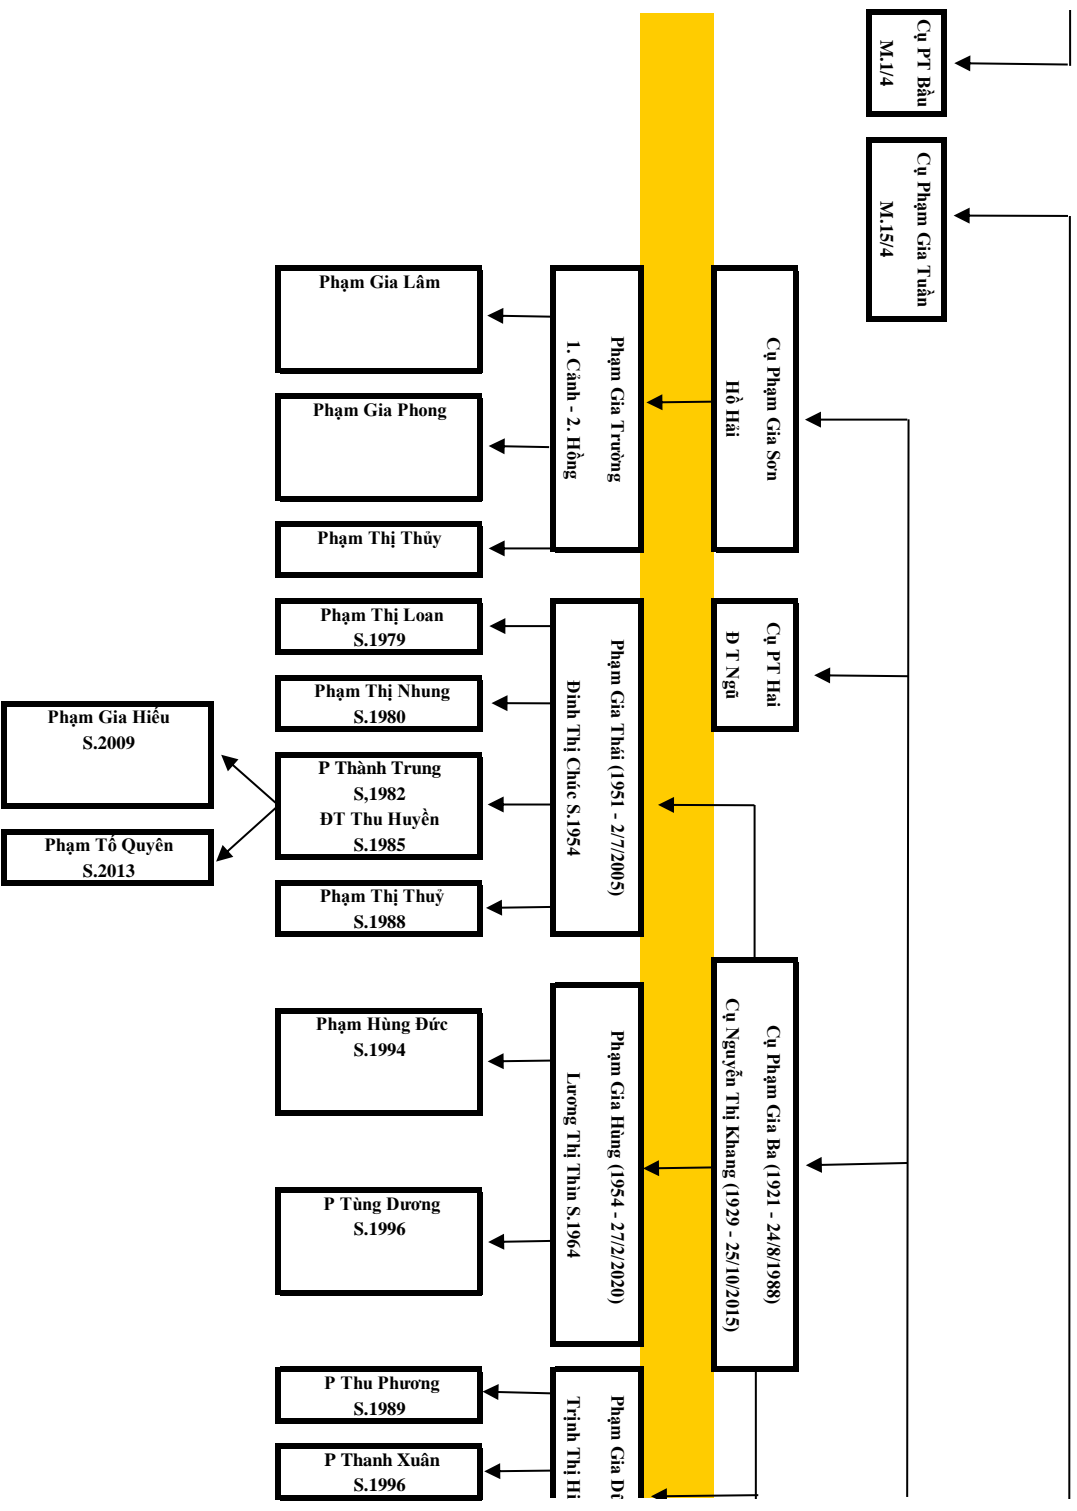 Cụ PT Bầu
M.1/4
Cụ Phạm Gia Tuần
M.15/4
Cụ Phạm Gia Sơn
Hồ Hải
Phạm Gia Trường
1. Cảnh - 2. Hồng
Phạm Gia Lâm
Phạm Gia Phong
Phạm Thị Thủy
Cụ PT Hai
Đ T Ngũ
Phạm Gia Thái (1951 - 2/7/2005)
Đinh Thị Chúc S.1954
Phạm Thị Loan
S.1979
Phạm Thị Nhung
S.1980
P Thành Trung
S,1982
ĐT Thu Huyền
S.1985
Phạm Gia Hiếu
S.2009
Phạm Tố Quyên
S.2013
Phạm Thị Thuỷ
S.1988
Cụ Phạm Gia Ba (1921 - 24/8/1988)
Cụ Nguyễn Thị Khang (1929 - 25/10/2015)
Phạm Gia Hùng (1954 - 27/2/2020)
Lương Thị Thìn S.1964
Phạm Hùng Đức
S.1994
P Tùng Dương
S.1996
Phạm Gia
Trịnh Thị
P Thu Phương
S.1989
P Thanh Xuân
S.1996